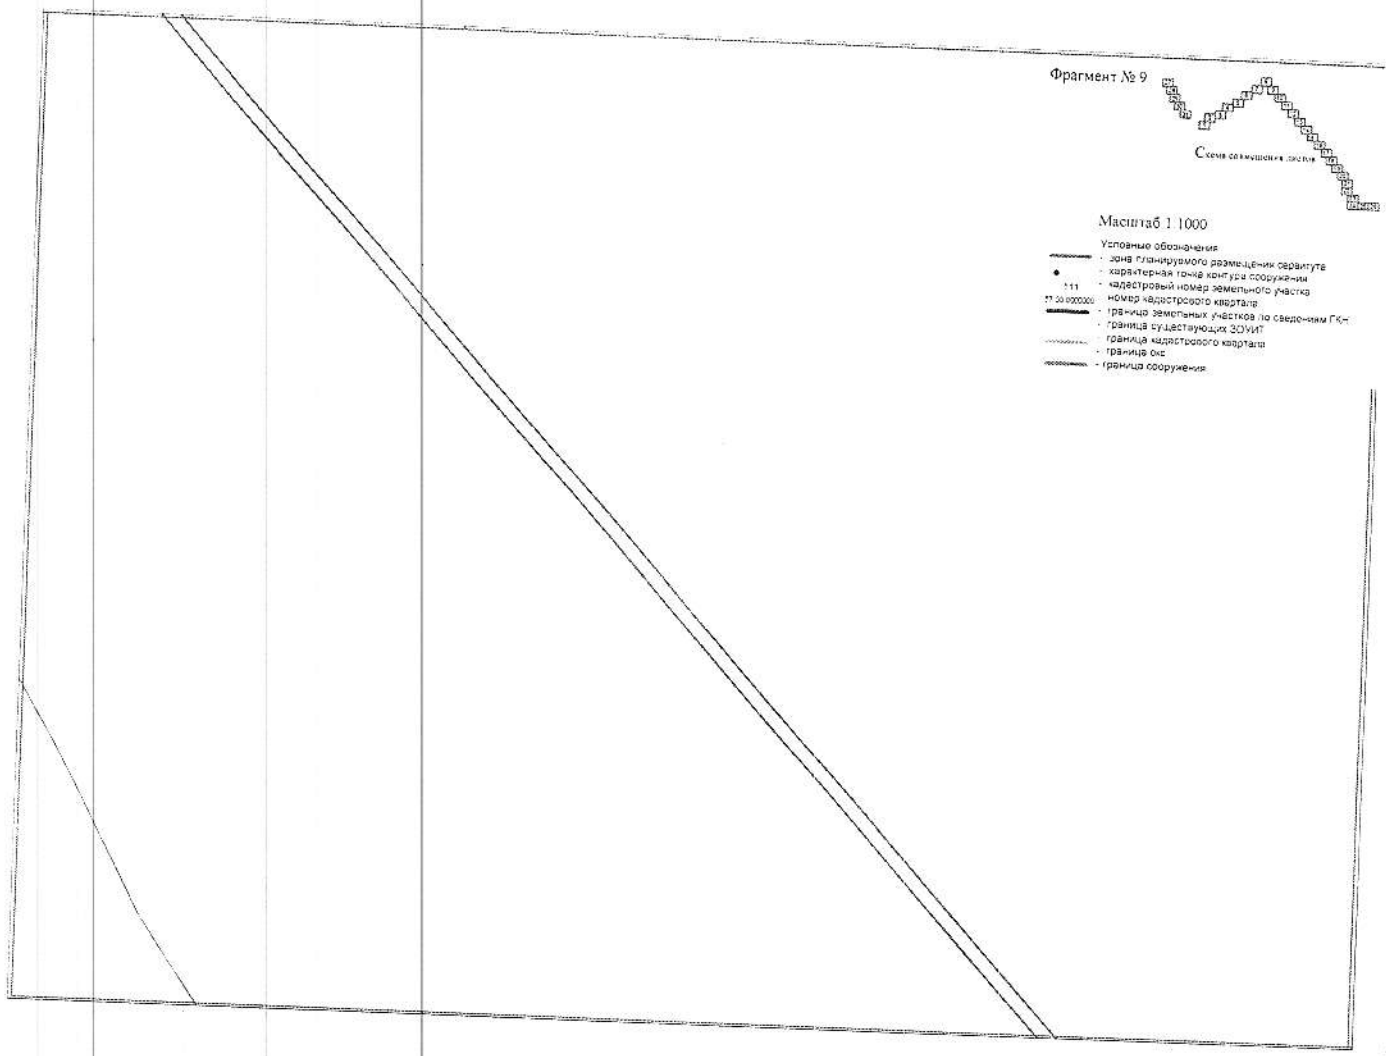 Фрагмент № 9
Схема совмещения листов
Масштаб 1:1000
Условные обозначения
- зона планируемого размещения сервитута
- характерная точка контура сооружения
:11 - кадастровый номер земельного участка
- номер кадастрового квартала
- граница земельных участков по сведениям ГКН
- граница существующих ЗОУИТ
- граница кадастрового квартала
- граница окс
- граница сооружения